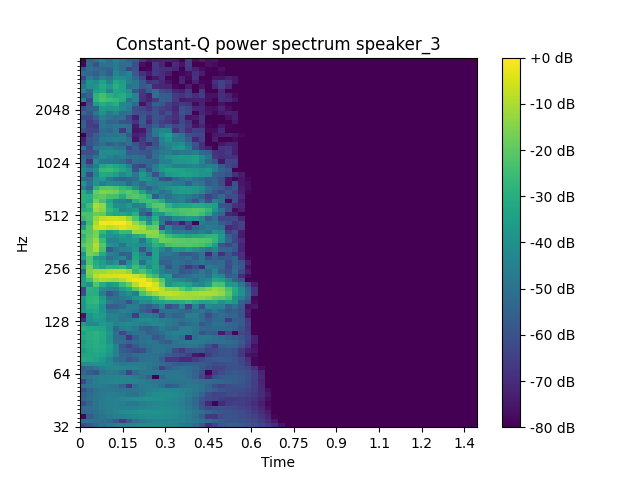 Constant-Q power spectrum speaker_3
Hz
2048
1024
512
256
128
64
32
0 0.15 0.3 0.45 0.6 0.75 0.9 1.1 1.2 1.4
Time
+0 dB
-10 dB
-20 dB
-30 dB
-40 dB
-50 dB
-60 dB
-70 dB
-80 dB